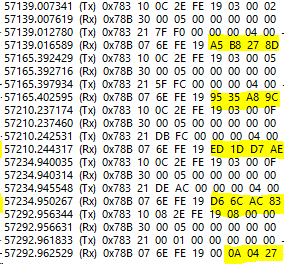 57139.007341 (Tx) 0x783 10 0C 2E FE 19 03 00 02
57139.007619 (Rx) 0x78B 30 00 05 00 00 00 00 00
57139.012780 (Tx) 0x783 21 7F F0 00 00 00 04 00
57139.016589 (Rx) 0x78B 07 6E FE 19 A5 B8 27 8D
57165.392429 (Tx) 0x783 10 0C 2E FE 19 03 00 0C
57165.392716 (Rx) 0x78B 30 00 05 00 00 00 00 00
57165.397934 (Tx) 0x783 21 5F FC 00 00 00 04 00
57165.402595 (Rx) 0x78B 07 6E FE 19 95 35 A8 9C
57210.237174 (Tx) 0x783 10 0C 2E FE 19 03 00 0F
57210.237460 (Rx) 0x78B 30 00 05 00 00 00 00 00
57210.242531 (Tx) 0x783 21 DB FC 00 00 00 04 00
57210.244317 (Rx) 0x78B 07 6E FE 19 ED 1D D7 AE
57234.940035 (Tx) 0x783 10 0C 2E FE 19 03 00 0F
57234.940314 (Rx) 0x78B 30 00 05 00 00 00 00 00
57234.945548 (Tx) 0x783 21 DE AC 00 00 00 04 00
57234.950267 (Rx) 0x78B 07 6E FE 19 D6 6C AC 83
57292.956344 (Tx) 0x783 10 08 2E FE 19 08 00 00
57292.956631 (Rx) 0x78B 30 00 05 00 00 00 00 00
57292.961833 (Tx) 0x783 21 00 01 00 00 00 00 00
57292.962529 (Rx) 0x78B 07 6E FE 19 00 0A 04 27